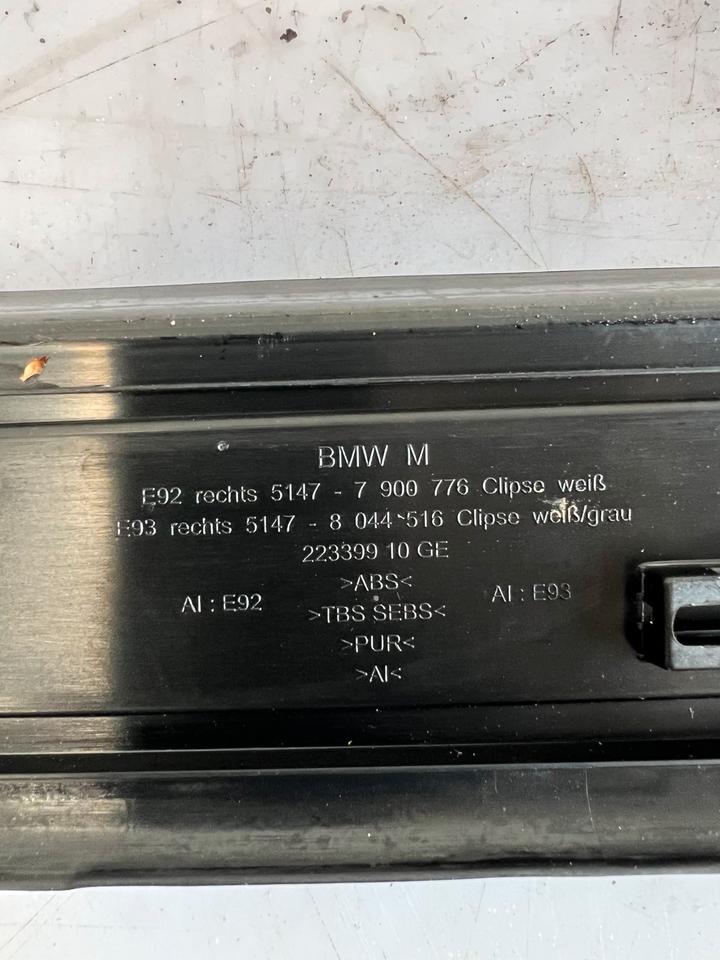 BMW M
E92 rechts 5147 - 7 900 776 Clipse weiß
E93 rechts 5147 - 8 044 516 Clipse weiß/grau
223399 10 GE
>ABS<
AI : E92 >TBS SEBS< AI : E93
>PUR<
>AI<